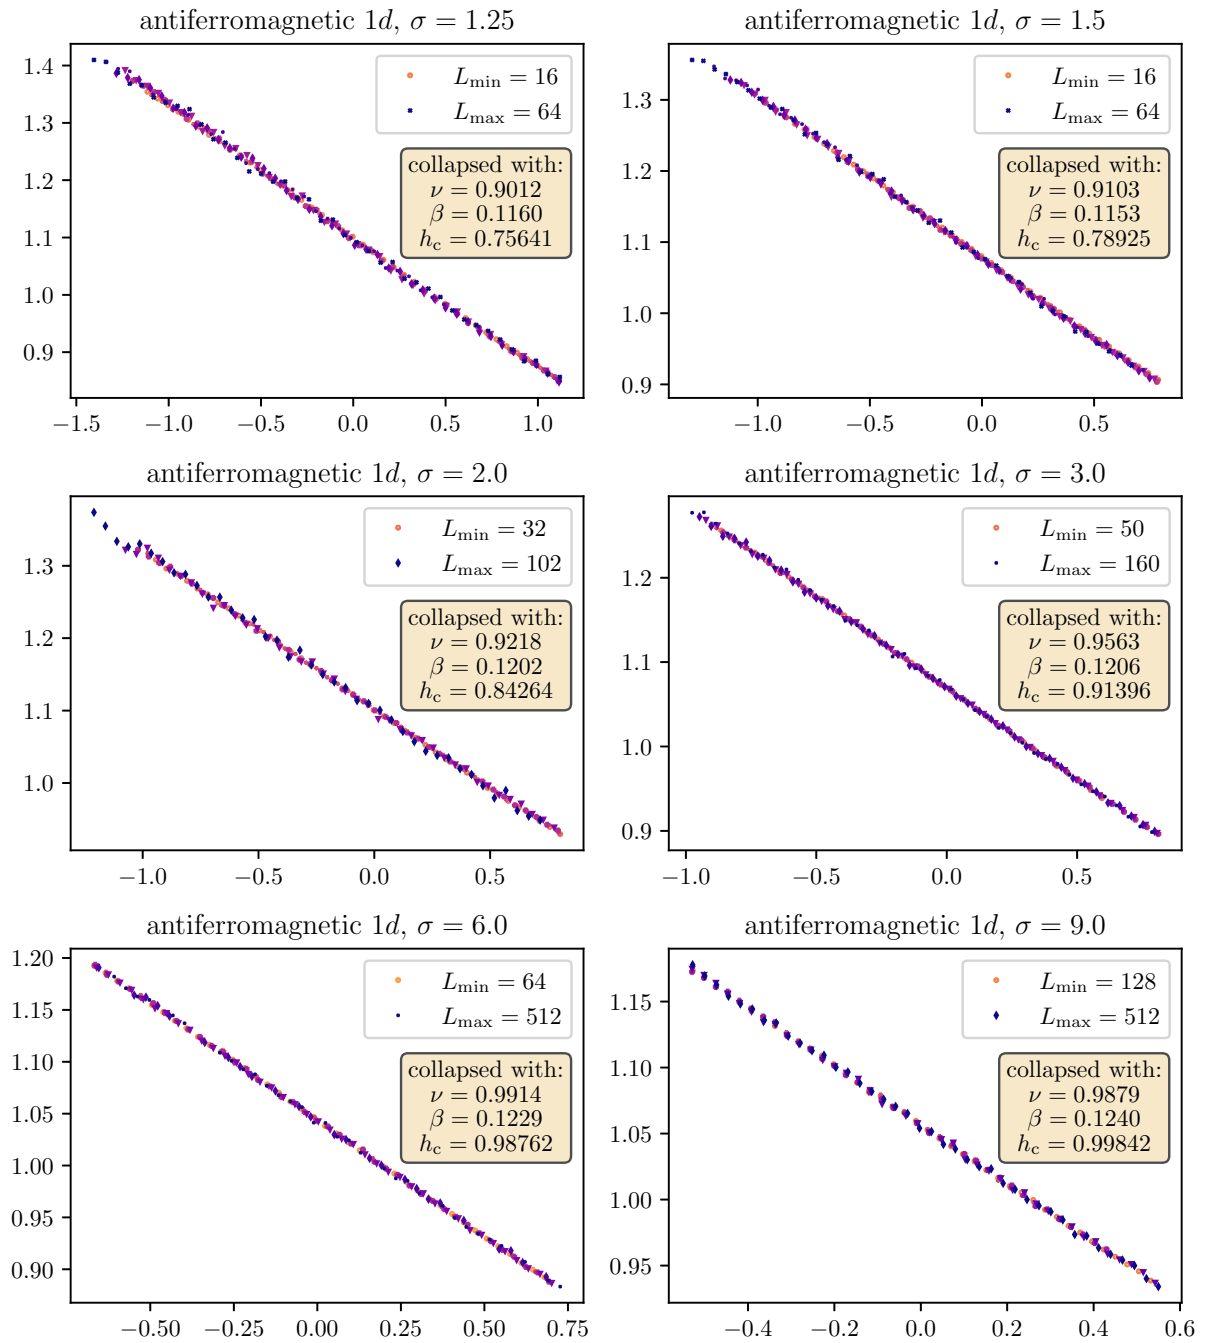 antiferromagnetic 1d, σ = 1.25
1.4
1.3
1.2
1.1
1.0
0.9
−1.5 −1.0 −0.5 0.0 0.5 1.0
L_min = 16
L_max = 64
collapsed with:
ν = 0.9012
β = 0.1160
h_c = 0.75641
antiferromagnetic 1d, σ = 1.5
1.3
1.2
1.1
1.0
0.9
−1.0 −0.5 0.0 0.5
L_min = 16
L_max = 64
collapsed with:
ν = 0.9103
β = 0.1153
h_c = 0.78925
antiferromagnetic 1d, σ = 2.0
1.3
1.2
1.1
1.0
−1.0 −0.5 0.0 0.5
L_min = 32
L_max = 102
collapsed with:
ν = 0.9218
β = 0.1202
h_c = 0.84264
antiferromagnetic 1d, σ = 3.0
1.2
1.1
1.0
0.9
−1.0 −0.5 0.0 0.5
L_min = 50
L_max = 160
collapsed with:
ν = 0.9563
β = 0.1206
h_c = 0.91396
antiferromagnetic 1d, σ = 6.0
1.20
1.15
1.10
1.05
1.00
0.95
0.90
−0.50 −0.25 0.00 0.25 0.50 0.75
L_min = 64
L_max = 512
collapsed with:
ν = 0.9914
β = 0.1229
h_c = 0.98762
antiferromagnetic 1d, σ = 9.0
1.15
1.10
1.05
1.00
0.95
−0.4 −0.2 0.0 0.2 0.4 0.6
L_min = 128
L_max = 512
collapsed with:
ν = 0.9879
β = 0.1240
h_c = 0.99842